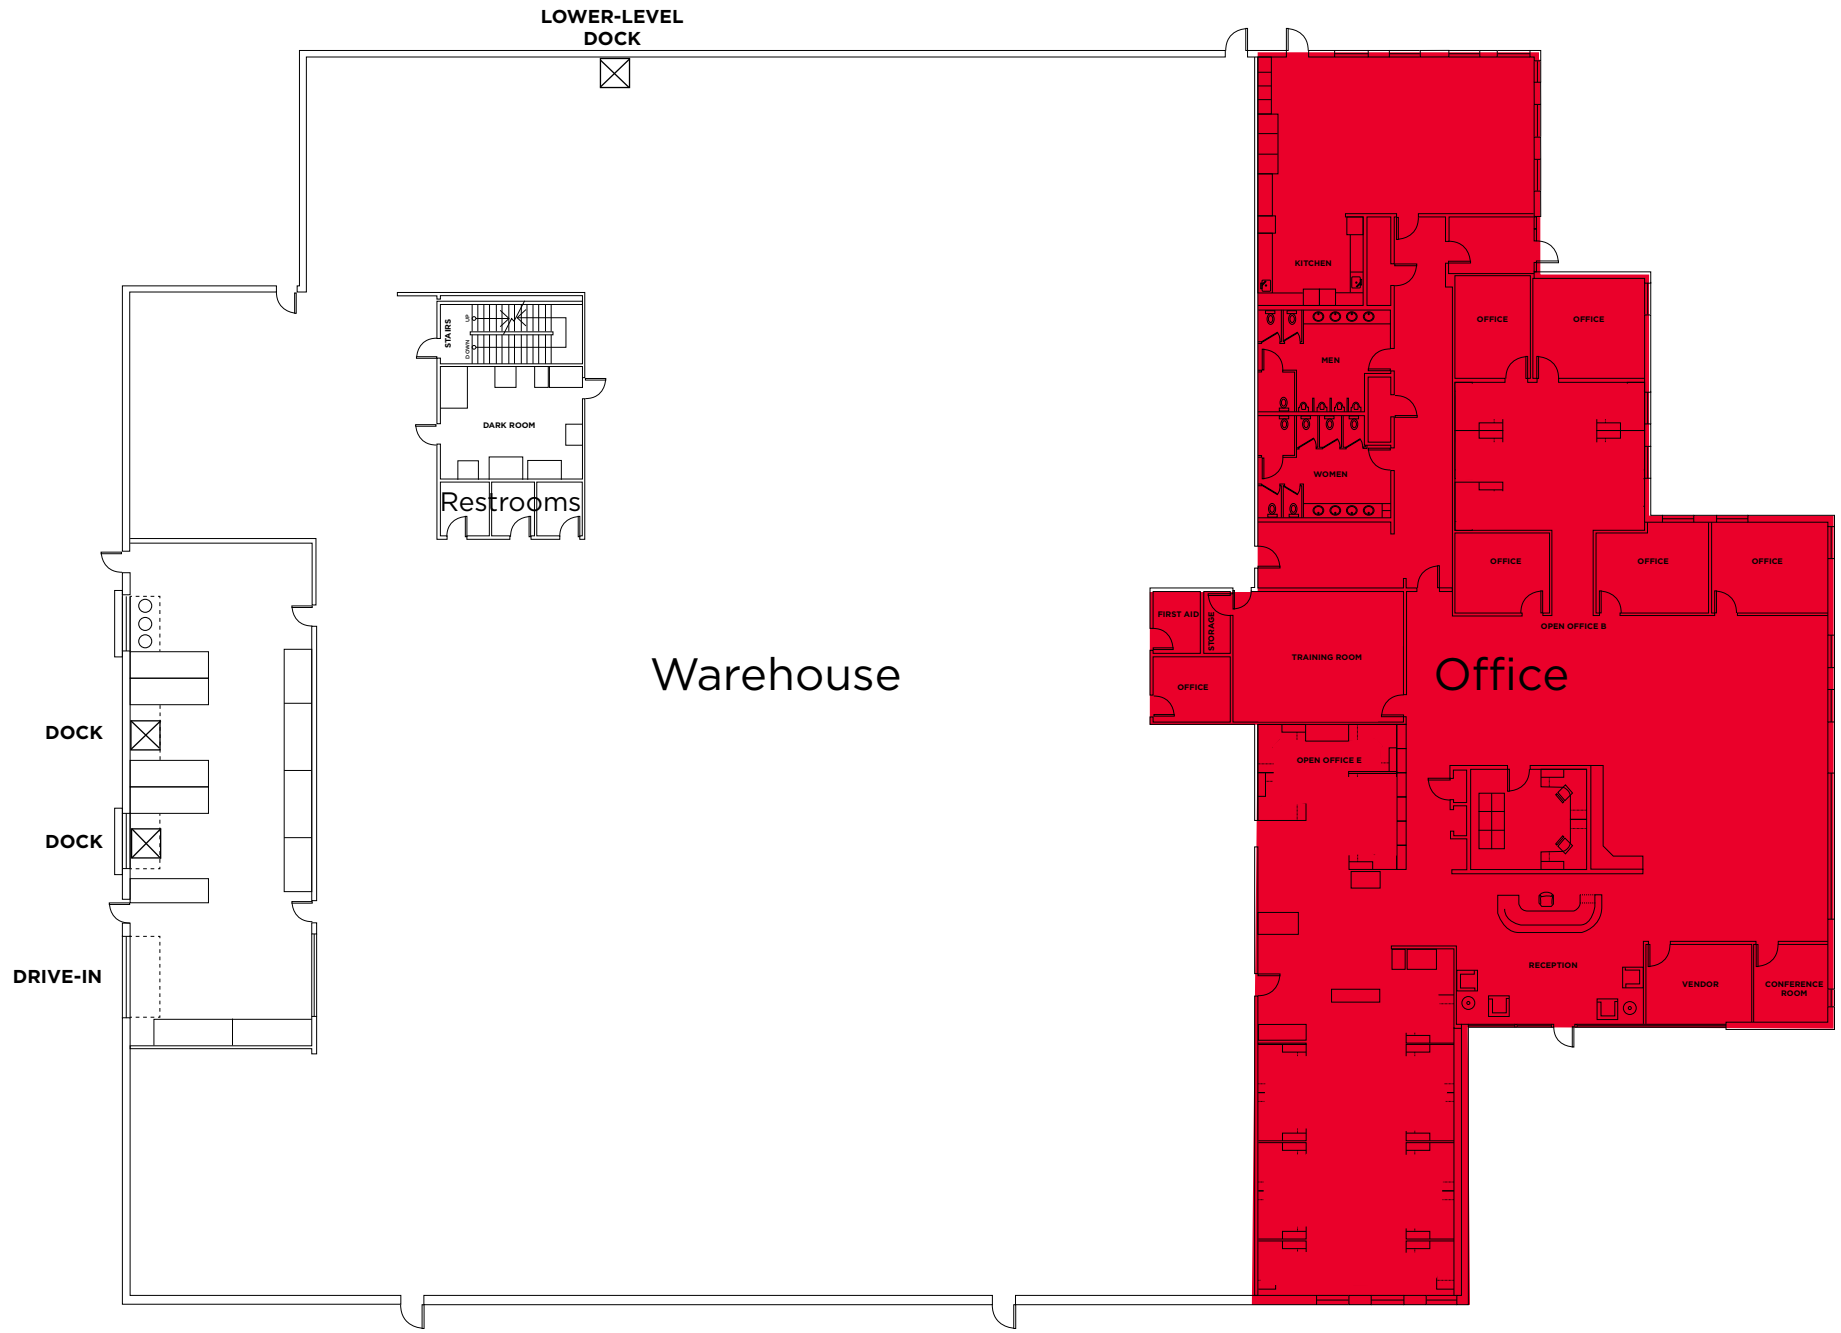 LOWER-LEVEL
DOCK
KITCHEN
STAIRS
UP
DOWN
OFFICE
OFFICE
MEN
DARK ROOM
WOMEN
Restrooms
OFFICE
OFFICE
OFFICE
FIRST AID
STORAGE
OPEN OFFICE B
TRAINING ROOM
Warehouse
Office
OFFICE
DOCK
OPEN OFFICE E
DOCK
RECEPTION
DRIVE-IN
VENDOR
CONFERENCE
ROOM